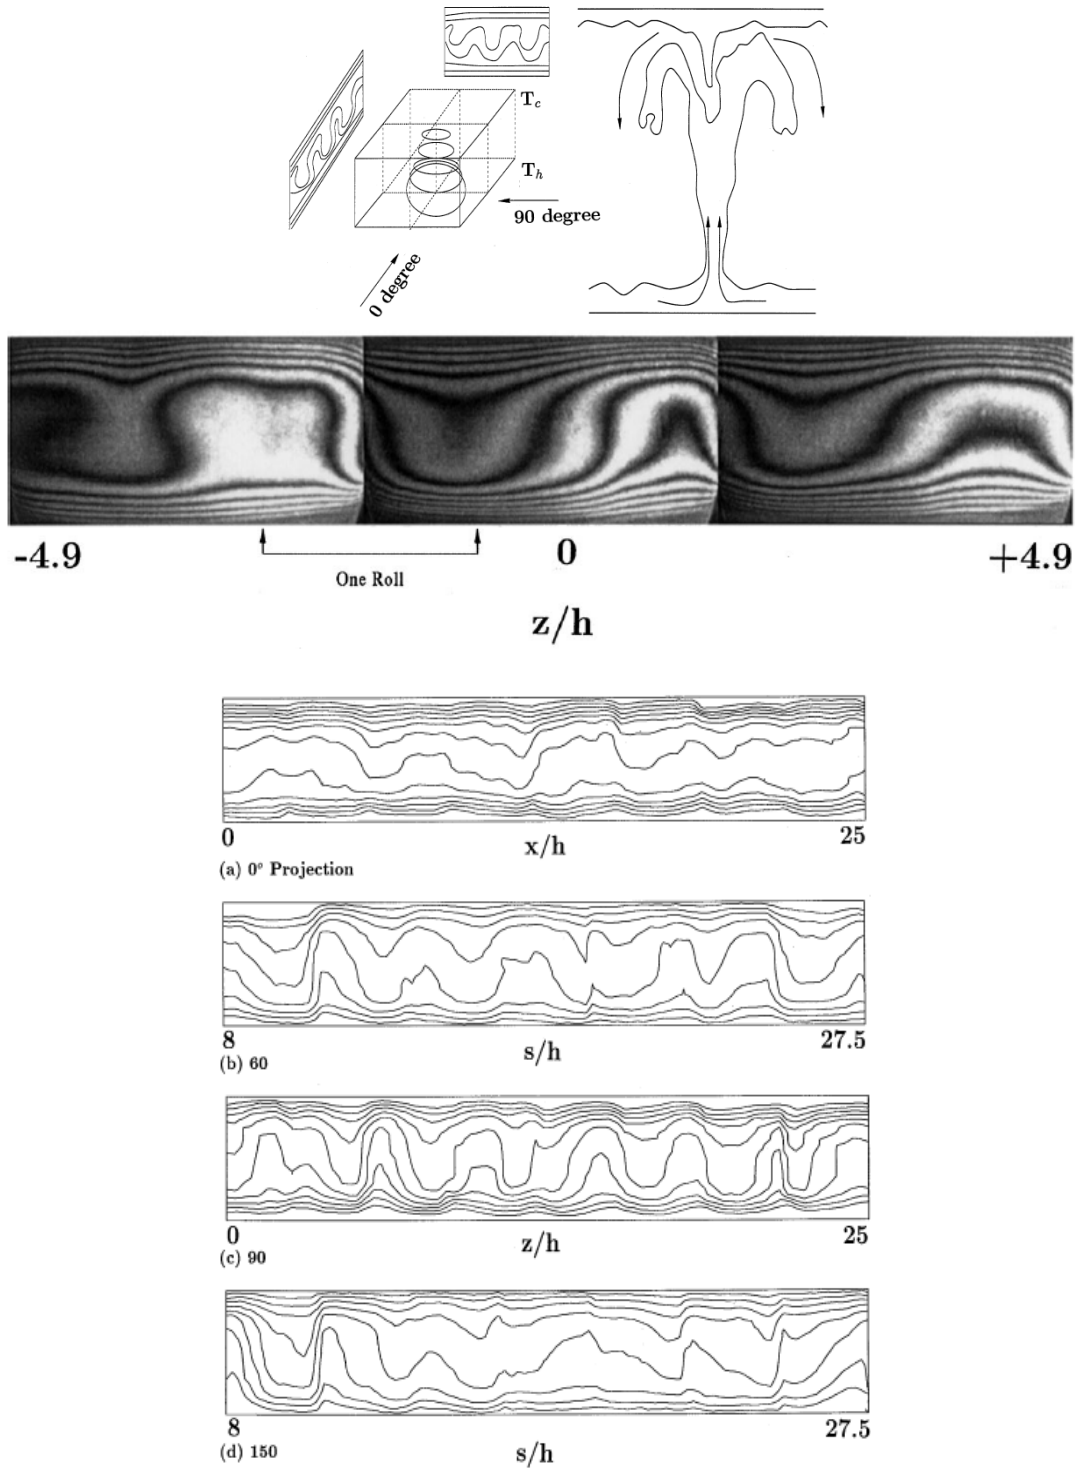 T_c
T_h
90 degree
0 degree
-4.9 0 +4.9
One Roll
z/h
0 25
x/h
(a) 0° Projection
8 27.5
s/h
(b) 60
0 25
z/h
(c) 90
8 27.5
s/h
(d) 150